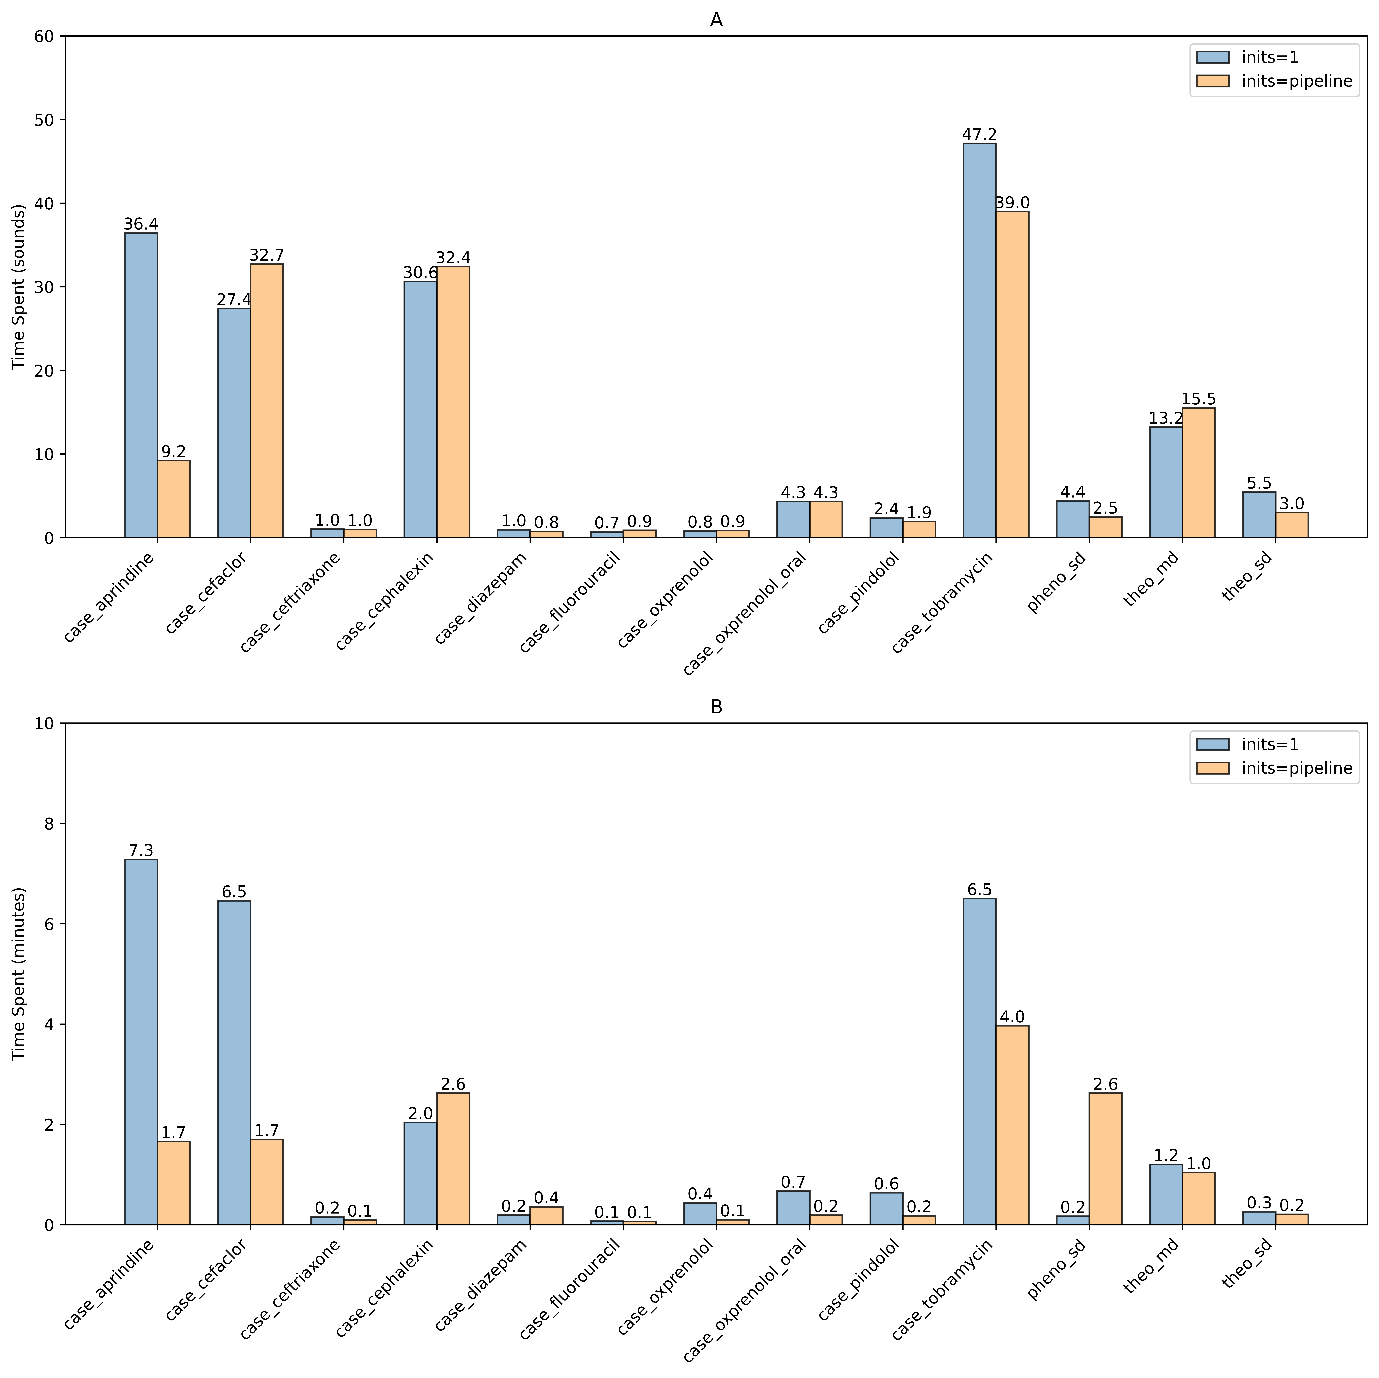 A
60
50
40
30
20
10
0
Time Spent (sounds)
inits=1
inits=pipeline
36.4 9.2
27.4 32.7
1.0 1.0
30.6 32.4
1.0 0.8
0.7 0.9
0.8 0.9
4.3 4.3
2.4 1.9
47.2 39.0
4.4 2.5
13.2 15.5
5.5 3.0
case_aprindine
case_cefaclor
case_ceftriaxone
case_cephalexin
case_diazepam
case_fluorouracil
case_oxprenolol
case_oxprenolol_oral
case_pindolol
case_tobramycin
pheno_sd
theo_md
theo_sd
B
10
8
6
4
2
0
Time Spent (minutes)
inits=1
inits=pipeline
7.3 1.7
6.5 1.7
0.2 0.1
2.0 2.6
0.2 0.4
0.1 0.1
0.4 0.1
0.7 0.2
0.6 0.2
6.5 4.0
0.2 2.6
1.2 1.0
0.3 0.2
case_aprindine
case_cefaclor
case_ceftriaxone
case_cephalexin
case_diazepam
case_fluorouracil
case_oxprenolol
case_oxprenolol_oral
case_pindolol
case_tobramycin
pheno_sd
theo_md
theo_sd